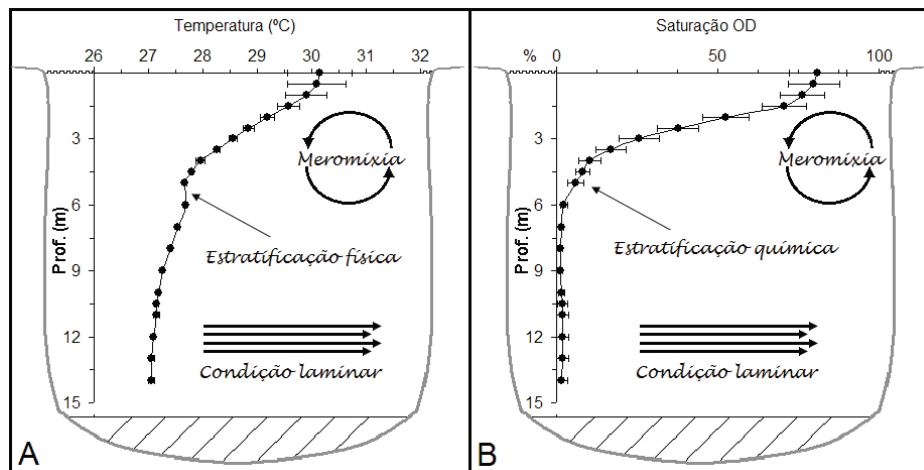 Temperatura (ºC)
26 27 28 29 30 31 32
3
6
9
12
15
Prof. (m)
Meromixia
Estratificação física
Condição laminar
A
Saturação OD
% 0 50 100
3
6
9
12
15
Prof. (m)
Meromixia
Estratificação química
Condição laminar
B